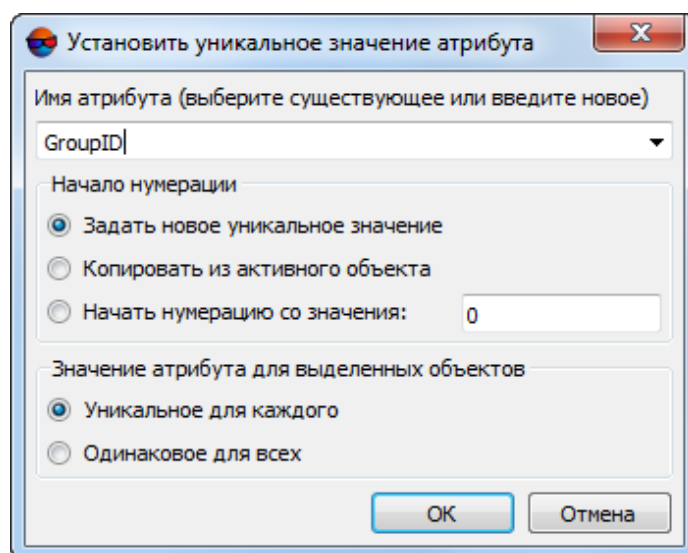 Установить уникальное значение атрибута
Имя атрибута (выберите существующее или введите новое)
GroupID
Начало нумерации
Задать новое уникальное значение
Копировать из активного объекта
Начать нумерацию со значения: 0
Значение атрибута для выделенных объектов
Уникальное для каждого
Одинаковое для всех
OK Отмена